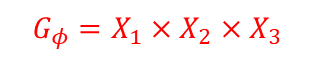 G_ϕ = X_1 × X_2 × X_3